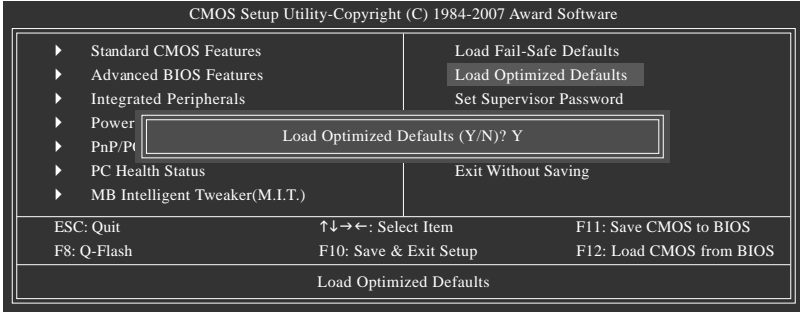 CMOS Setup Utility-Copyright (C) 1984-2007 Award Software
Standard CMOS Features
Advanced BIOS Features
Integrated Peripherals
Power
PnP/P
PC Health Status
MB Intelligent Tweaker(M.I.T.)
Load Fail-Safe Defaults
Load Optimized Defaults
Set Supervisor Password
Exit Without Saving
Load Optimized Defaults (Y/N)? Y
ESC: Quit ↑↓→←: Select Item F11: Save CMOS to BIOS
F8: Q-Flash F10: Save & Exit Setup F12: Load CMOS from BIOS
Load Optimized Defaults